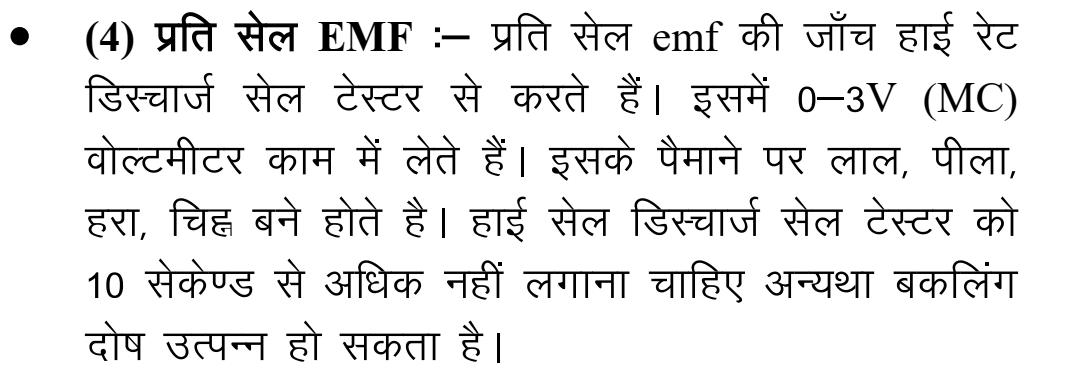 • (4) प्रति सेल EMF :– प्रति सेल emf की जाँच हाई रेट
डिस्चार्ज सेल टेस्टर से करते हैं। इसमें 0–3V (MC)
वोल्टमीटर काम में लेते हैं। इसके पैमाने पर लाल, पीला,
हरा, चिह्न बने होते है। हाई सेल डिस्चार्ज सेल टेस्टर को
10 सेकेण्ड से अधिक नहीं लगाना चाहिए अन्यथा बकलिंग
दोष उत्पन्न हो सकता है।